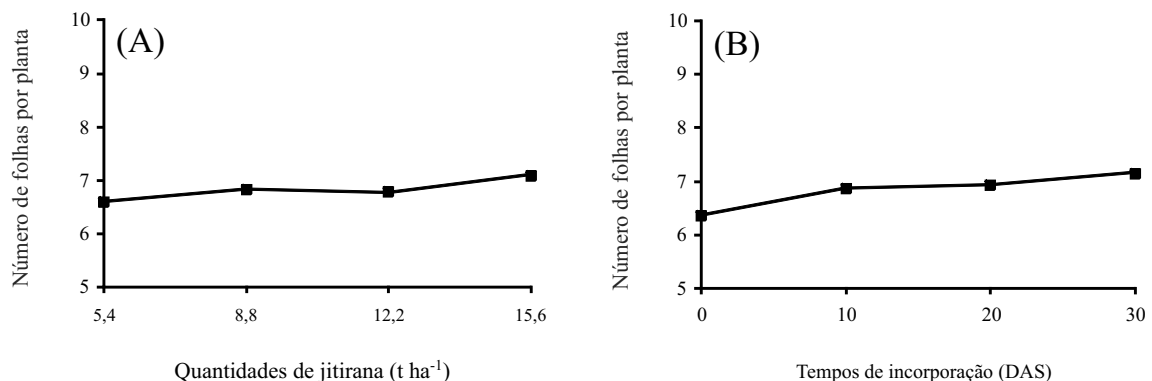 (A)
Número de folhas por planta
10
9
8
7
6
5
5,4 8,8 12,2 15,6
Quantidades de jitirana (t ha⁻¹)
(B)
Número de folhas por planta
10
9
8
7
6
5
0 10 20 30
Tempos de incorporação (DAS)